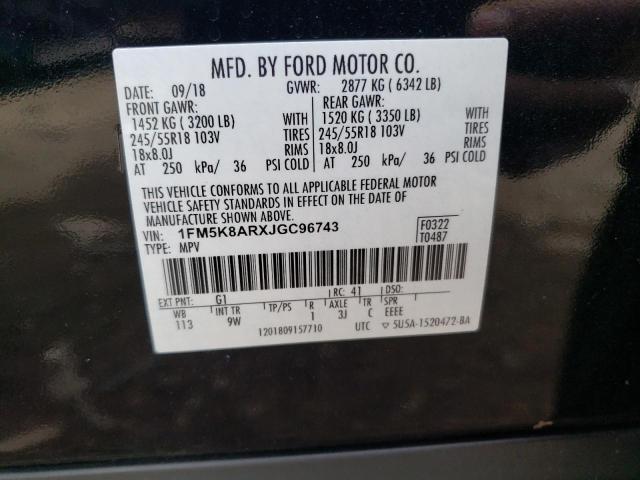 MFD. BY FORD MOTOR CO.
DATE: 09/18 GVWR: 2877 KG ( 6342 LB)
FRONT GAWR: REAR GAWR:
1452 KG ( 3200 LB) WITH 1520 KG ( 3350 LB) WITH
245/55R18 103V TIRES 245/55R18 103V TIRES
18x8.0J RIMS 18x8.0J RIMS
AT 250 kPa/ 36 PSI COLD AT 250 kPa/ 36 PSI COLD
THIS VEHICLE CONFORMS TO ALL APPLICABLE FEDERAL MOTOR
VEHICLE SAFETY STANDARDS IN EFFECT ON THE DATE OF
MANUFACTURE SHOWN ABOVE.
VIN: 1FM5K8ARXJGC96743 F0322
TYPE: MPV T0487
EXT PNT: G1 RC: 41 DSO:
WB INT TR TP/PS R AXLE TR SPR
113 9W 1 3J C EEEE
1201809157710 UTC ▽ 5U5A-1520472-BA